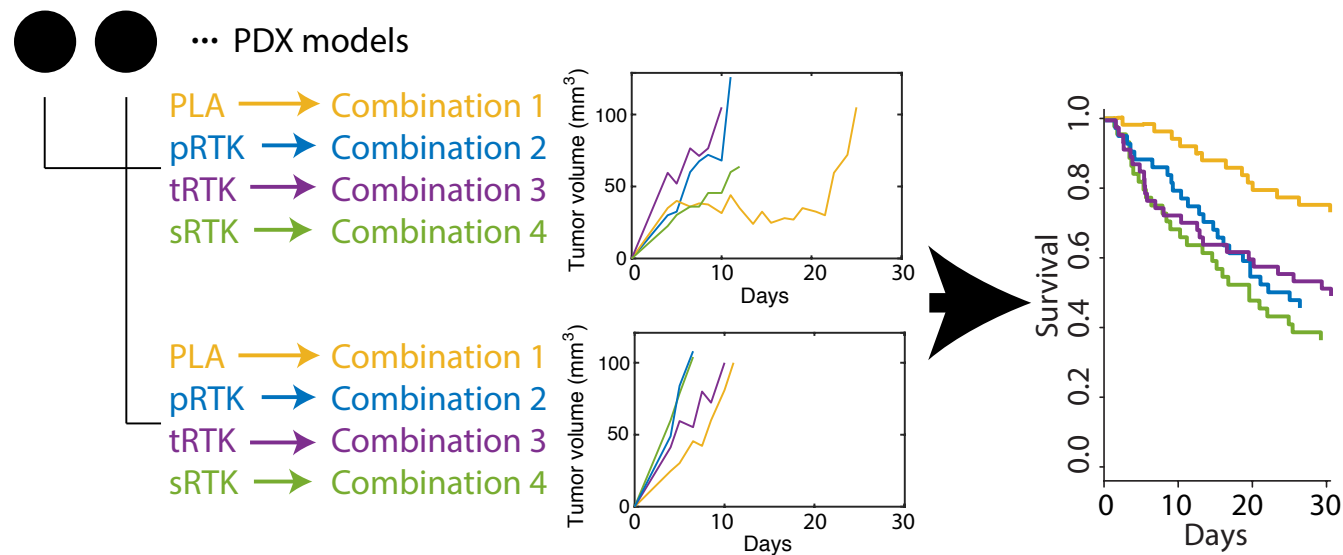 ... PDX models
PLA → Combination 1
pRTK → Combination 2
tRTK → Combination 3
sRTK → Combination 4
Tumor volume (mm³)
100
50
0
0 10 20 30
Days
PLA → Combination 1
pRTK → Combination 2
tRTK → Combination 3
sRTK → Combination 4
Tumor volume (mm³)
100
50
0
0 10 20 30
Days
Survival
1.0
0.8
0.6
0.4
0.2
0.0
0 10 20 30
Days